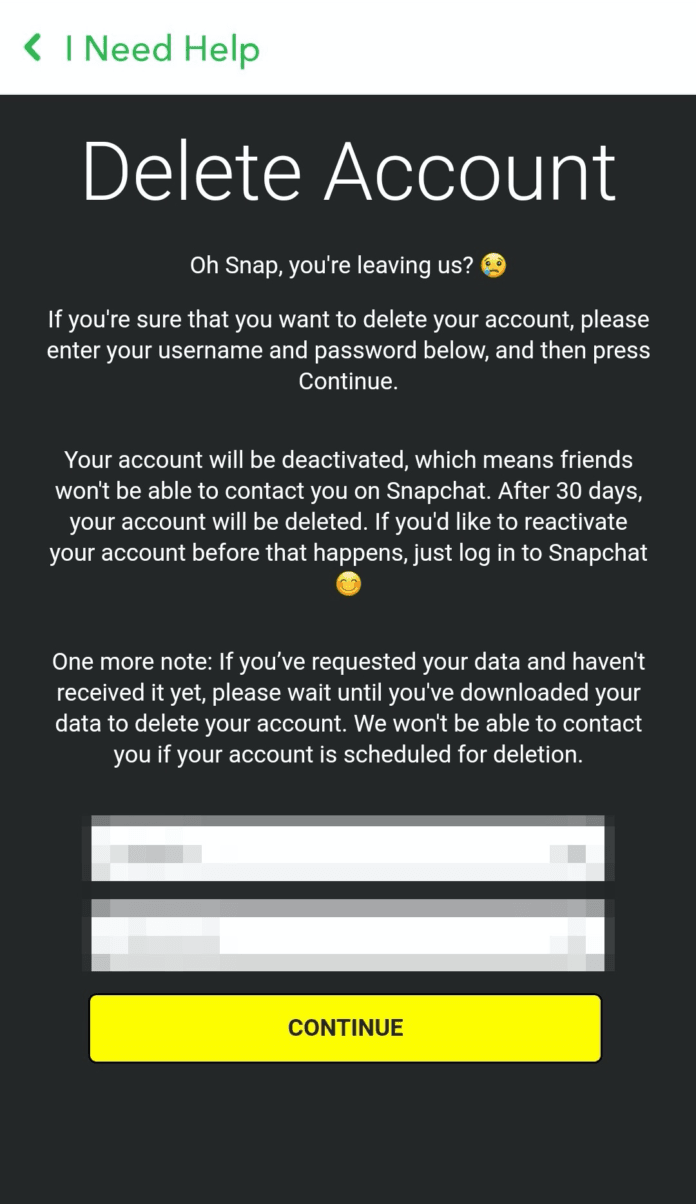 I Need Help
Delete Account
Oh Snap, you're leaving us? 😢
If you're sure that you want to delete your account, please
enter your username and password below, and then press
Continue.
Your account will be deactivated, which means friends
won't be able to contact you on Snapchat. After 30 days,
your account will be deleted. If you'd like to reactivate
your account before that happens, just log in to Snapchat
😊
One more note: If you’ve requested your data and haven't
received it yet, please wait until you've downloaded your
data to delete your account. We won't be able to contact
you if your account is scheduled for deletion.
CONTINUE